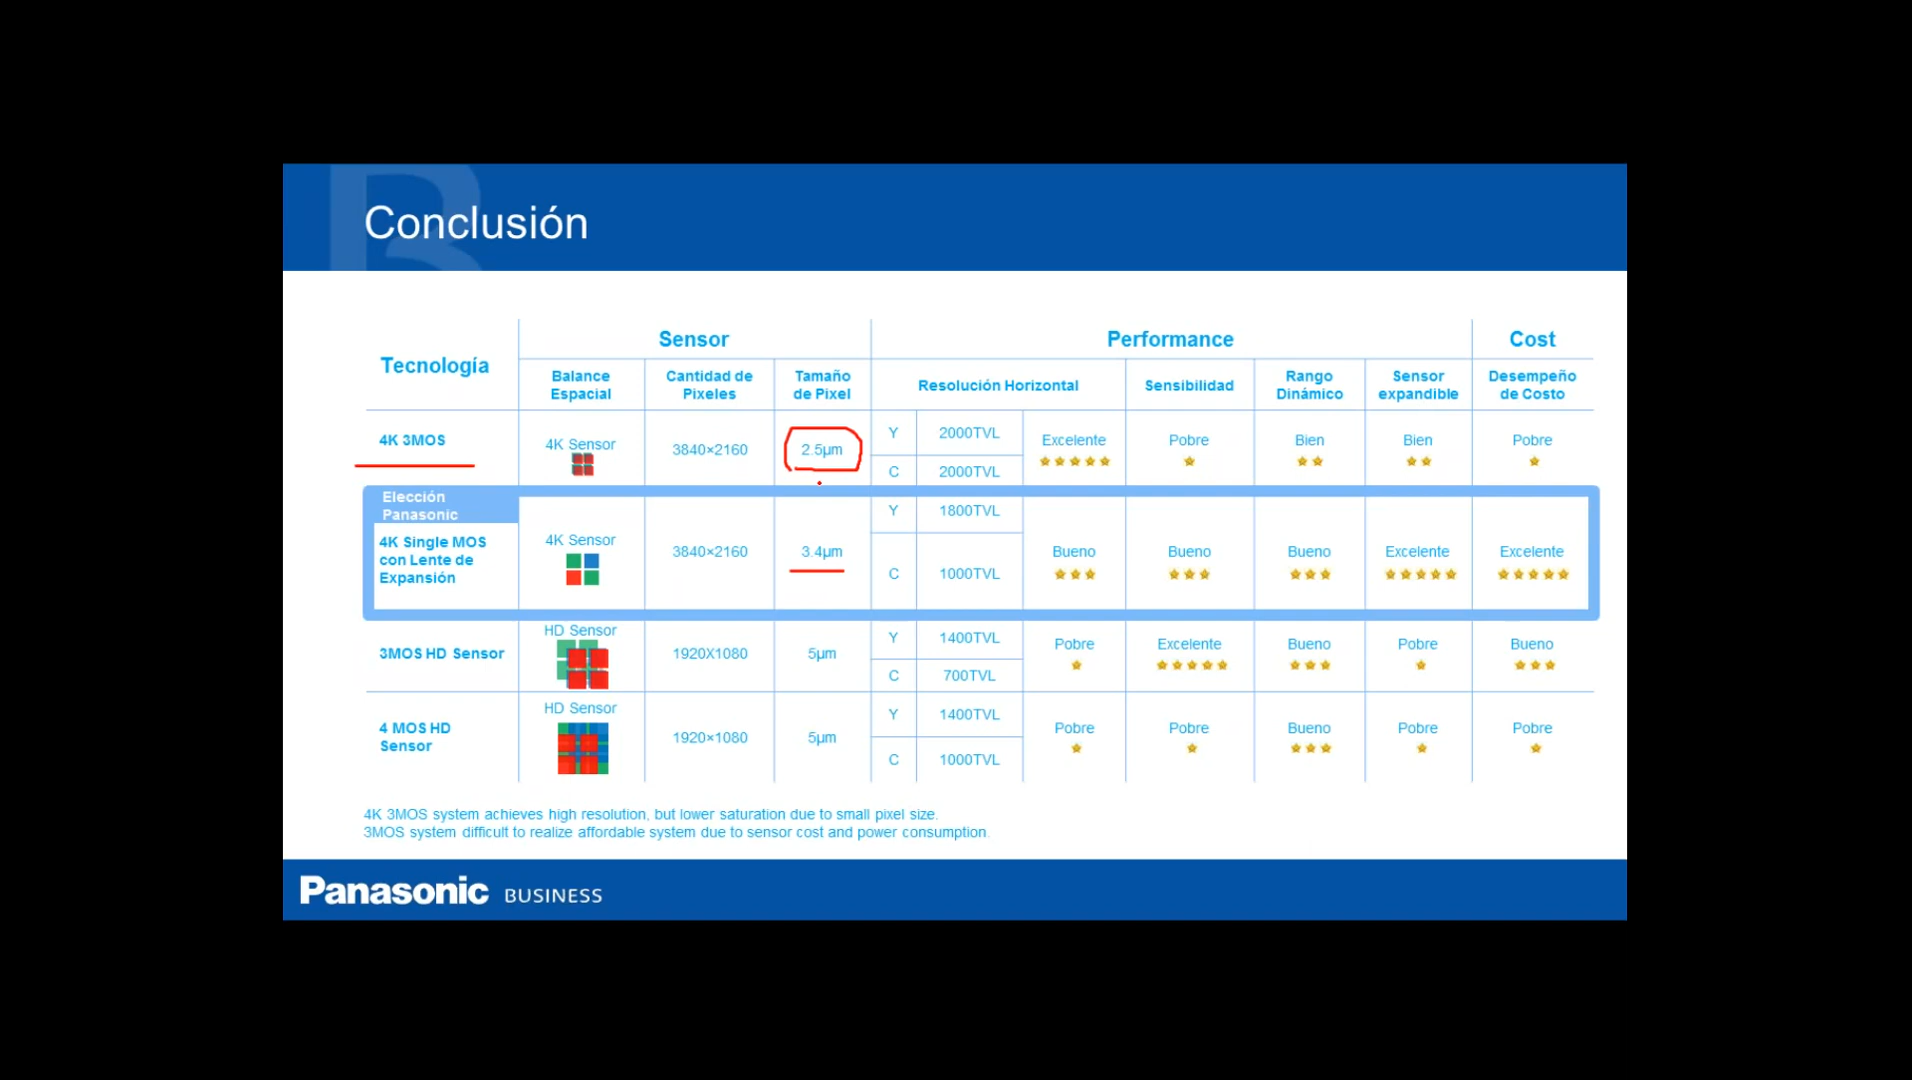 Conclusión
Tecnología
Sensor
Performance
Cost
Balance
Espacial
Cantidad de
Pixeles
Tamaño
de Pixel
Resolución Horizontal
Sensibilidad
Rango
Dinámico
Sensor
expandible
Desempeño
de Costo
4K 3MOS
4K Sensor
3840×2160
2.5µm
Y
2000TVL
C
2000TVL
Excelente
Pobre
Bien
Bien
Pobre
Elección
Panasonic
4K Single MOS
con Lente de
Expansión
4K Sensor
3840×2160
3.4µm
Y
1800TVL
C
1000TVL
Bueno
Bueno
Bueno
Excelente
Excelente
3MOS HD Sensor
HD Sensor
1920X1080
5µm
Y
1400TVL
C
700TVL
Pobre
Excelente
Bueno
Pobre
Bueno
4 MOS HD
Sensor
HD Sensor
1920×1080
5µm
Y
1400TVL
C
1000TVL
Pobre
Pobre
Bueno
Pobre
Pobre
4K 3MOS system achieves high resolution, but lower saturation due to small pixel size.
3MOS system difficult to realize affordable system due to sensor cost and power consumption.
Panasonic BUSINESS